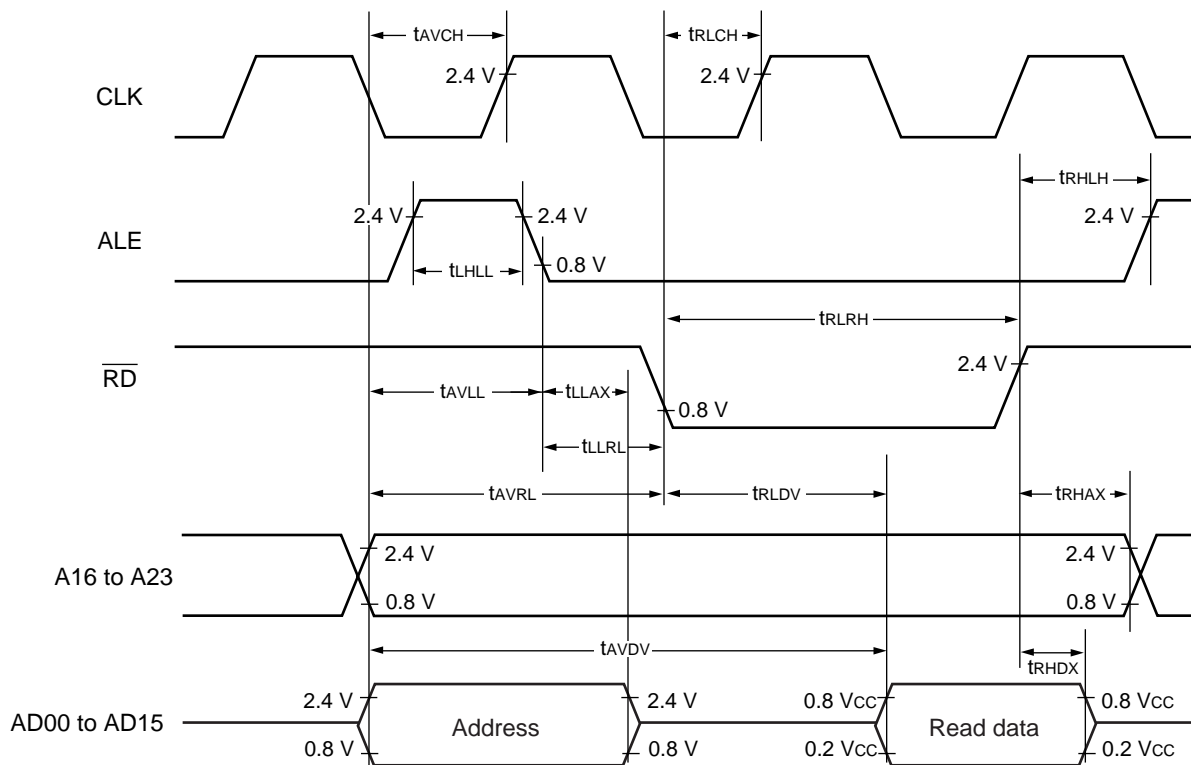 tAVCH
tRLCH
2.4 V
2.4 V
CLK
tRHLH
2.4 V
2.4 V
2.4 V
ALE
0.8 V
tLHLL
tRLRH
RD
2.4 V
tAVLL
tLLAX
0.8 V
tLLRL
tAVRL
tRLDV
tRHAX
2.4 V
2.4 V
A16 to A23
0.8 V
0.8 V
tAVDV
tRHDX
2.4 V
2.4 V
0.8 VCC
0.8 VCC
AD00 to AD15
Address
Read data
0.8 V
0.8 V
0.2 VCC
0.2 VCC